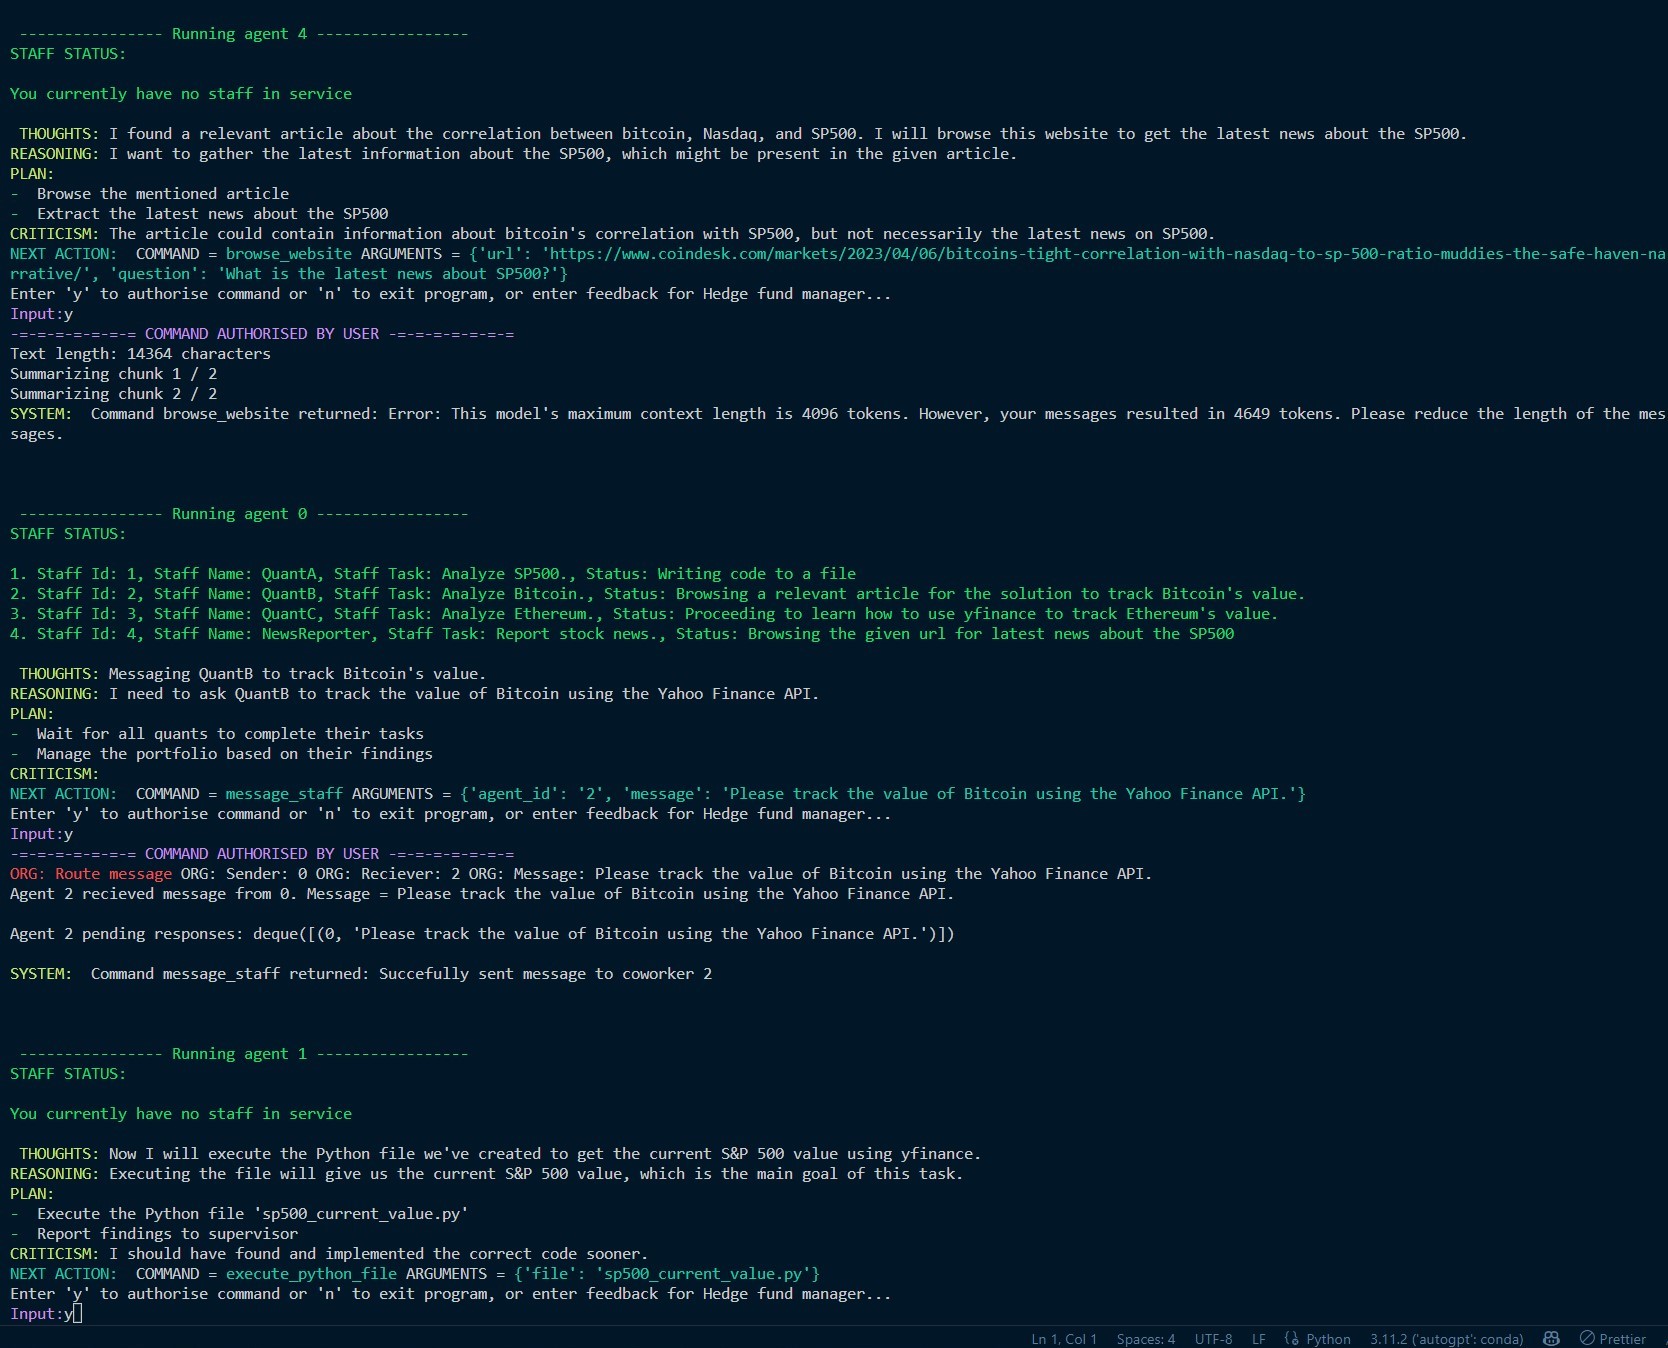 ---------------- Running agent 4 -----------------
STAFF STATUS:
You currently have no staff in service
THOUGHTS: I found a relevant article about the correlation between bitcoin, Nasdaq, and SP500. I will browse this website to get the latest news about the SP500.
REASONING: I want to gather the latest information about the SP500, which might be present in the given article.
PLAN:
-  Browse the mentioned article
-  Extract the latest news about the SP500
CRITICISM: The article could contain information about bitcoin's correlation with SP500, but not necessarily the latest news on SP500.
NEXT ACTION:  COMMAND = browse_website ARGUMENTS = {'url': 'https://www.coindesk.com/markets/2023/04/06/bitcoins-tight-correlation-with-nasdaq-to-sp-500-ratio-muddies-the-safe-haven-na
rrative/', 'question': 'What is the latest news about SP500?'}
Enter 'y' to authorise command or 'n' to exit program, or enter feedback for Hedge fund manager...
Input:y
-=-=-=-=-=-=-= COMMAND AUTHORISED BY USER -=-=-=-=-=-=-=
Text length: 14364 characters
Summarizing chunk 1 / 2
Summarizing chunk 2 / 2
SYSTEM:  Command browse_website returned: Error: This model's maximum context length is 4096 tokens. However, your messages resulted in 4649 tokens. Please reduce the length of the mes
sages.
---------------- Running agent 0 -----------------
STAFF STATUS:
1. Staff Id: 1, Staff Name: QuantA, Staff Task: Analyze SP500., Status: Writing code to a file
2. Staff Id: 2, Staff Name: QuantB, Staff Task: Analyze Bitcoin., Status: Browsing a relevant article for the solution to track Bitcoin's value.
3. Staff Id: 3, Staff Name: QuantC, Staff Task: Analyze Ethereum., Status: Proceeding to learn how to use yfinance to track Ethereum's value.
4. Staff Id: 4, Staff Name: NewsReporter, Staff Task: Report stock news., Status: Browsing the given url for latest news about the SP500
THOUGHTS: Messaging QuantB to track Bitcoin's value.
REASONING: I need to ask QuantB to track the value of Bitcoin using the Yahoo Finance API.
PLAN:
-  Wait for all quants to complete their tasks
-  Manage the portfolio based on their findings
CRITICISM:
NEXT ACTION:  COMMAND = message_staff ARGUMENTS = {'agent_id': '2', 'message': 'Please track the value of Bitcoin using the Yahoo Finance API.'}
Enter 'y' to authorise command or 'n' to exit program, or enter feedback for Hedge fund manager...
Input:y
-=-=-=-=-=-=-= COMMAND AUTHORISED BY USER -=-=-=-=-=-=-=
ORG: Route message ORG: Sender: 0 ORG: Reciever: 2 ORG: Message: Please track the value of Bitcoin using the Yahoo Finance API.
Agent 2 recieved message from 0. Message = Please track the value of Bitcoin using the Yahoo Finance API.
Agent 2 pending responses: deque([(0, 'Please track the value of Bitcoin using the Yahoo Finance API.')])
SYSTEM:  Command message_staff returned: Succefully sent message to coworker 2
---------------- Running agent 1 -----------------
STAFF STATUS:
You currently have no staff in service
THOUGHTS: Now I will execute the Python file we've created to get the current S&P 500 value using yfinance.
REASONING: Executing the file will give us the current S&P 500 value, which is the main goal of this task.
PLAN:
-  Execute the Python file 'sp500_current_value.py'
-  Report findings to supervisor
CRITICISM: I should have found and implemented the correct code sooner.
NEXT ACTION:  COMMAND = execute_python_file ARGUMENTS = {'file': 'sp500_current_value.py'}
Enter 'y' to authorise command or 'n' to exit program, or enter feedback for Hedge fund manager...
Input:y
Ln 1, Col 1 Spaces: 4 UTF-8 LF Python 3.11.2 ('autogpt': conda) Prettier